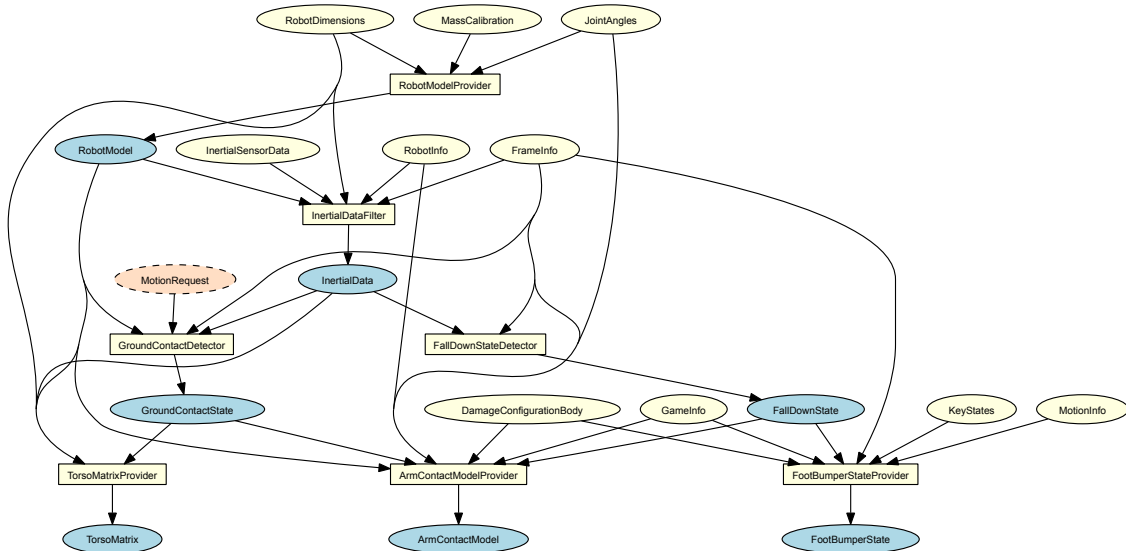 RobotDimensions
MassCalibration
JointAngles
RobotModelProvider
RobotModel
InertialSensorData
RobotInfo
FrameInfo
InertialDataFilter
MotionRequest
InertialData
GroundContactDetector
FallDownStateDetector
GroundContactState
DamageConfigurationBody
GameInfo
FallDownState
KeyStates
MotionInfo
TorsoMatrixProvider
ArmContactModelProvider
FootBumperStateProvider
TorsoMatrix
ArmContactModel
FootBumperState